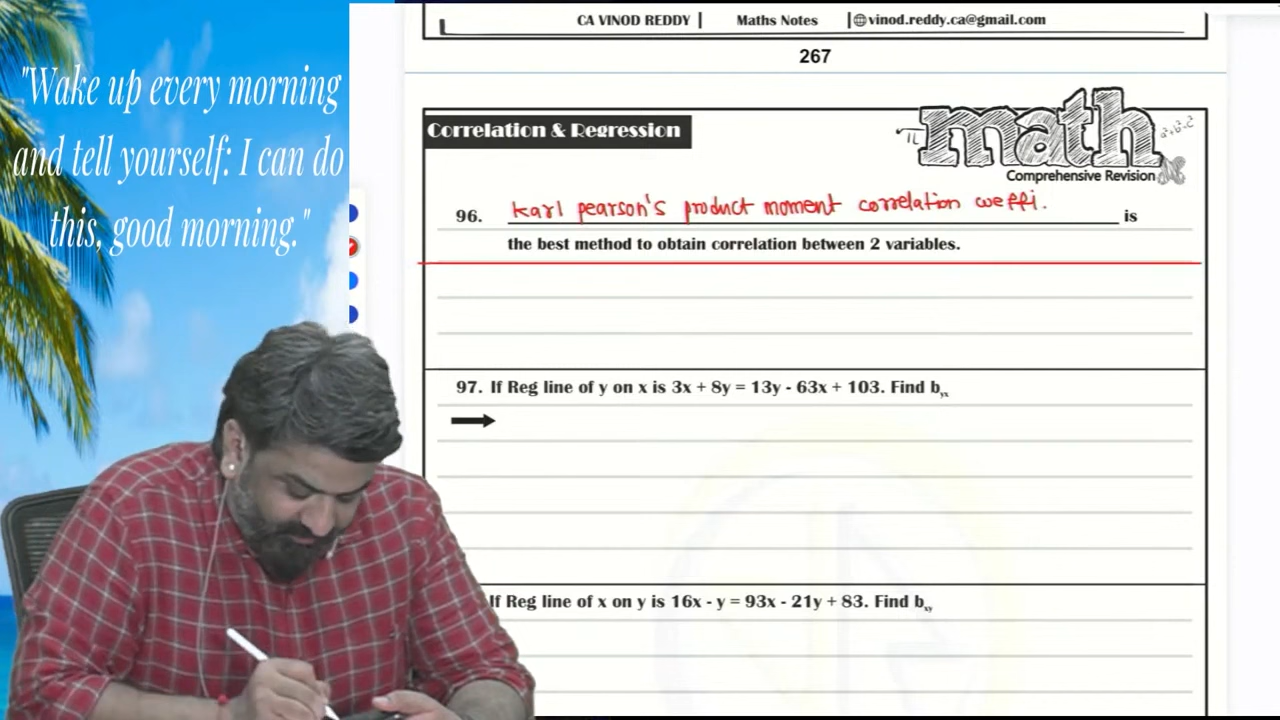 "Wake up every morning
and tell yourself: I can do
this, good morning."
CA VINOD REDDY | Maths Notes | vinod.reddy.ca@gmail.com
267
Correlation & Regression
π math a²+b²=c²
Comprehensive Revision
96. Karl pearson's product moment correlation coeffi. is
the best method to obtain correlation between 2 variables.
97. If Reg line of y on x is 3x + 8y = 13y - 63x + 103. Find byx
If Reg line of x on y is 16x - y = 93x - 21y + 83. Find bxy